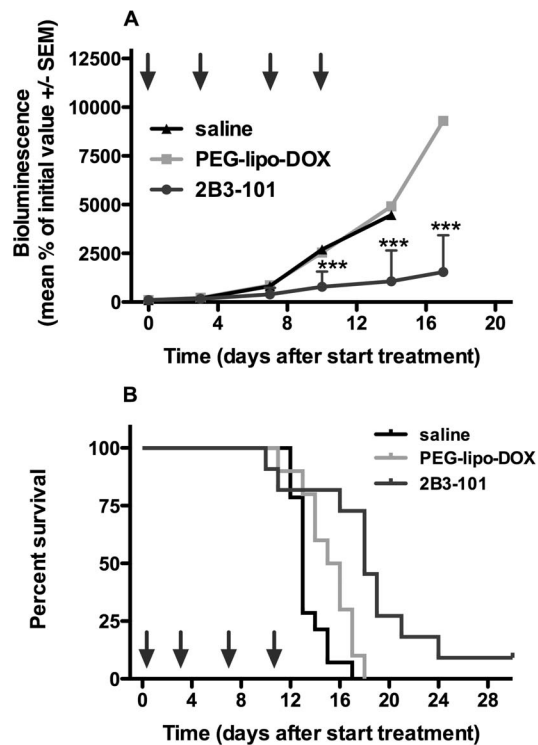 A
Bioluminescence
(mean % of initial value +/- SEM)
12500
10000
7500
5000
2500
0
saline
PEG-lipo-DOX
2B3-101
***
***
***
0
4
8
12
16
20
Time (days after start treatment)
B
Percent survival
100
75
50
25
0
saline
PEG-lipo-DOX
2B3-101
0
4
8
12
16
20
24
28
Time (days after start treatment)